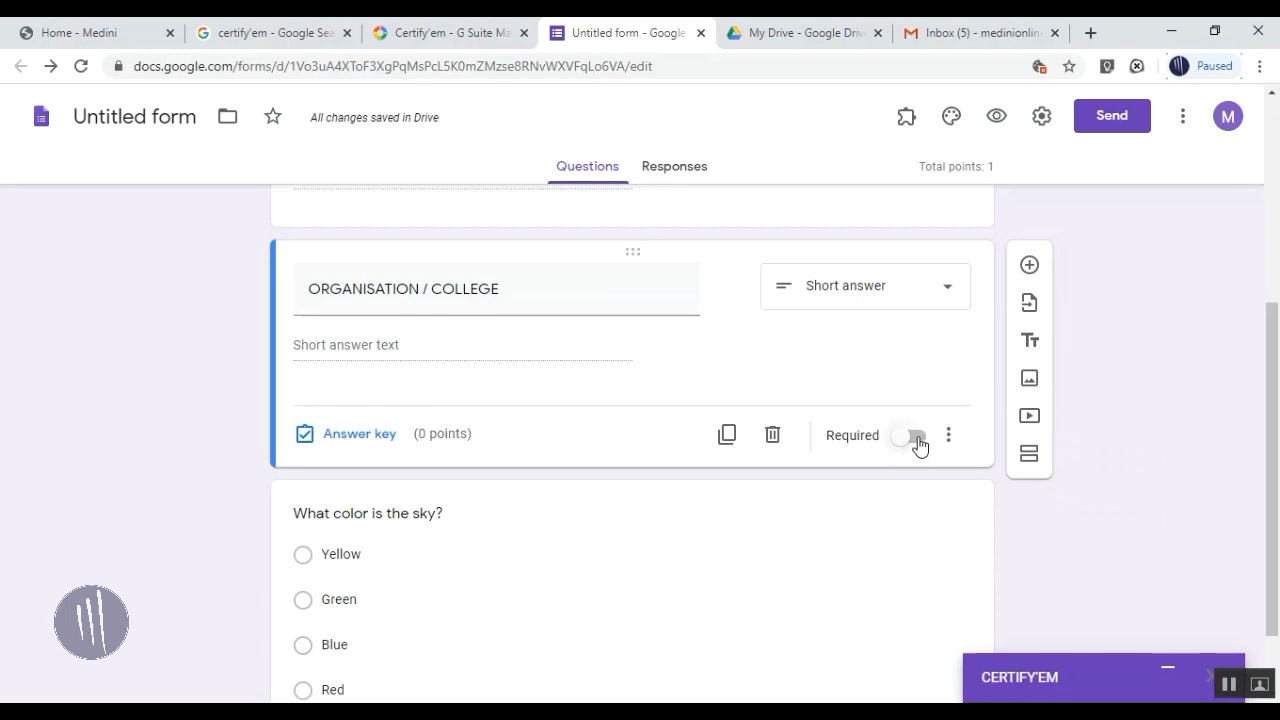 Home - Medini
certify'em - Google Sea
Certify'em - G Suite Ma
Untitled form - Google
My Drive - Google Driv
Inbox (5) - medinionlin
docs.google.com/forms/d/1Vo3uA4XToF3XgPqMsPcL5K0mZMzse8RNvWXVFqLo6VA/edit
Paused
Untitled form
All changes saved in Drive
Send
M
Questions
Responses
Total points: 1
ORGANISATION / COLLEGE
Short answer
Short answer text
Answer key
(0 points)
Required
Tт
What color is the sky?
Yellow
Green
Blue
Red
CERTIFY'EM